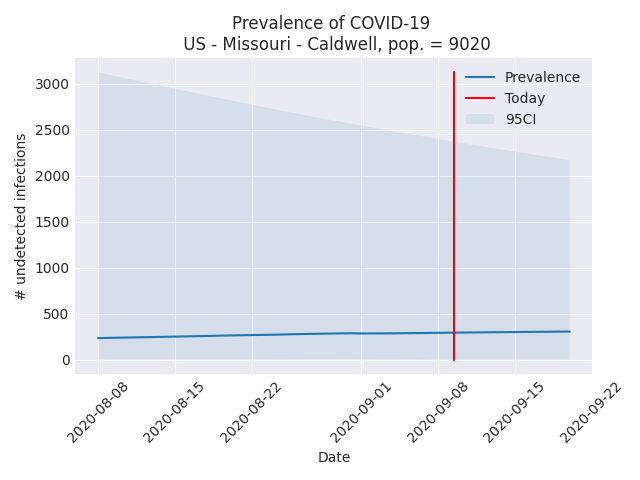 Prevalence of COVID-19
US - Missouri - Caldwell, pop. = 9020
Prevalence
Today
95CI
# undetected infections
3000
2500
2000
1500
1000
500
0
2020-08-08
2020-08-15
2020-08-22
2020-09-01
2020-09-08
2020-09-15
2020-09-22
Date